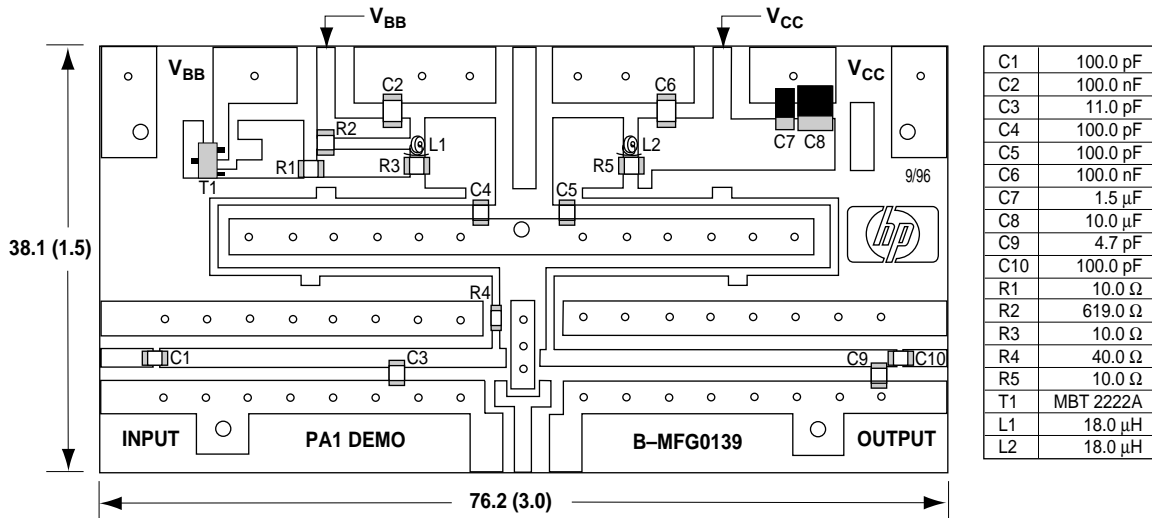 V_BB
V_CC
V_BB
V_CC
C2
C6
R2
L1
L2
C7 C8
T1
R1
R3
R5
9/96
C4
C5
hp
38.1 (1.5)
R4
C1
C3
C9
C10
INPUT
PA1 DEMO
B–MFG0139
OUTPUT
76.2 (3.0)
C1 100.0 pF
C2 100.0 nF
C3 11.0 pF
C4 100.0 pF
C5 100.0 pF
C6 100.0 nF
C7 1.5 μF
C8 10.0 μF
C9 4.7 pF
C10 100.0 pF
R1 10.0 Ω
R2 619.0 Ω
R3 10.0 Ω
R4 40.0 Ω
R5 10.0 Ω
T1 MBT 2222A
L1 18.0 μH
L2 18.0 μH